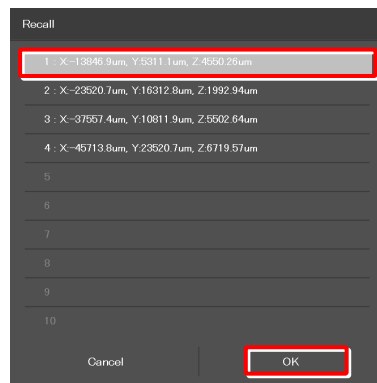 Recall
1 : X:-13846.9um, Y:5311.1um, Z:4550.26um
2 : X:-23520.7um, Y:16312.8um, Z:1992.94um
3 : X:-37557.4um, Y:10811.9um, Z:5502.64um
4 : X:-45713.8um, Y:23520.7um, Z:6719.57um
5
6
7
8
9
10
Cancel OK